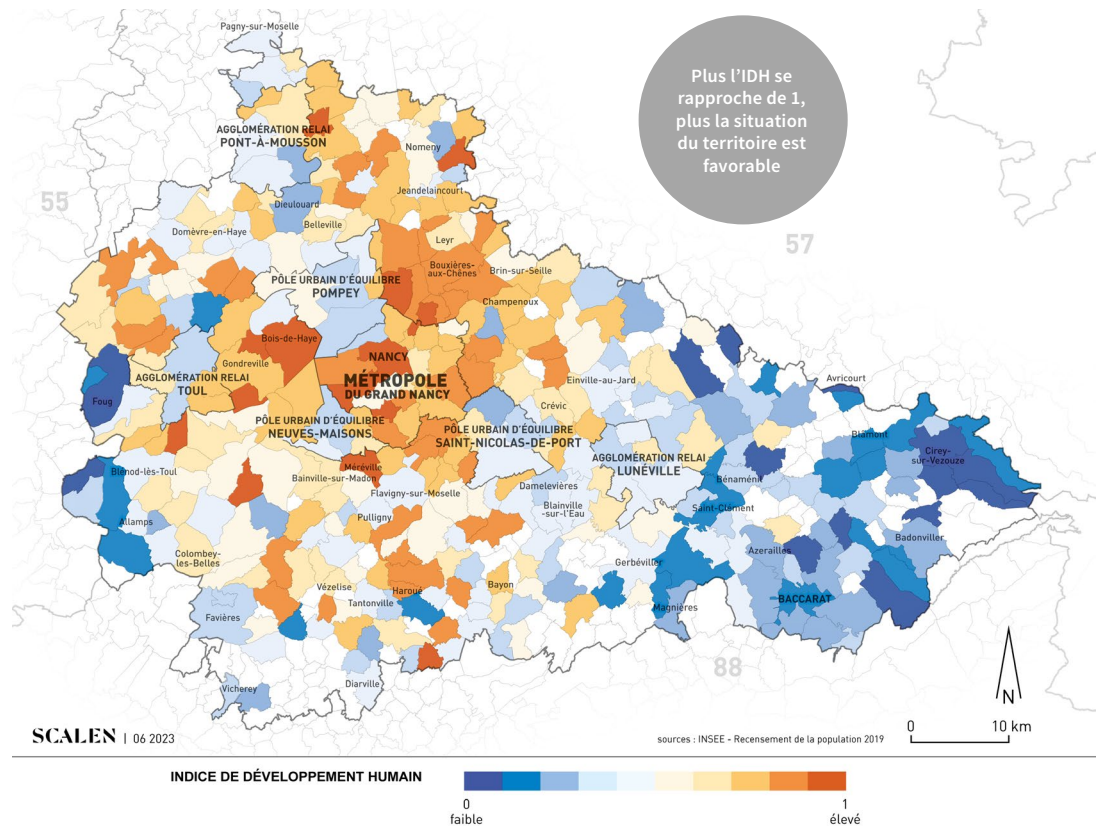 Pagny-sur-Moselle
Plus l'IDH se
rapproche de 1,
plus la situation
du territoire est
favorable
AGGLOMÉRATION RELAI
PONT-À-MOUSSON
Nomeny
55
Jeandelaincourt
Dieulouard
Domèvre-en-Haye
Belleville
Leyr
57
Bouxières-
aux-Chênes
Brin-sur-Seille
PÔLE URBAIN D'ÉQUILIBRE
POMPEY
Champenoux
Bois-de-Haye
NANCY
Gondreville
MÉTROPOLE
DU GRAND NANCY
AGGLOMÉRATION RELAI
TOUL
Einville-au-Jard
Avricourt
Foug
Crévic
PÔLE URBAIN D'ÉQUILIBRE
NEUVES-MAISONS
PÔLE URBAIN D'ÉQUILIBRE
SAINT-NICOLAS-DE-PORT
Blâmont
AGGLOMÉRATION RELAI
LUNÉVILLE
Cirey-
sur-Vezouze
Blénod-lès-Toul
Méréville
Bainville-sur-Madon
Bénaménil
Flavigny-sur-Moselle
Damelevières
Blainville
-sur-l'Eau
Saint-Clément
Allamps
Pulligny
Badonviller
Azerailles
Colombey-
les-Belles
Gerbéviller
Vézelise
Haroué
Bayon
Tantonville
BACCARAT
Magnières
Favières
88
Diarville
Vicherey
N
SCALEN | 06 2023
sources : INSEE - Recensement de la population 2019
0
10 km
INDICE DE DÉVELOPPEMENT HUMAIN
0
faible
1
élevé